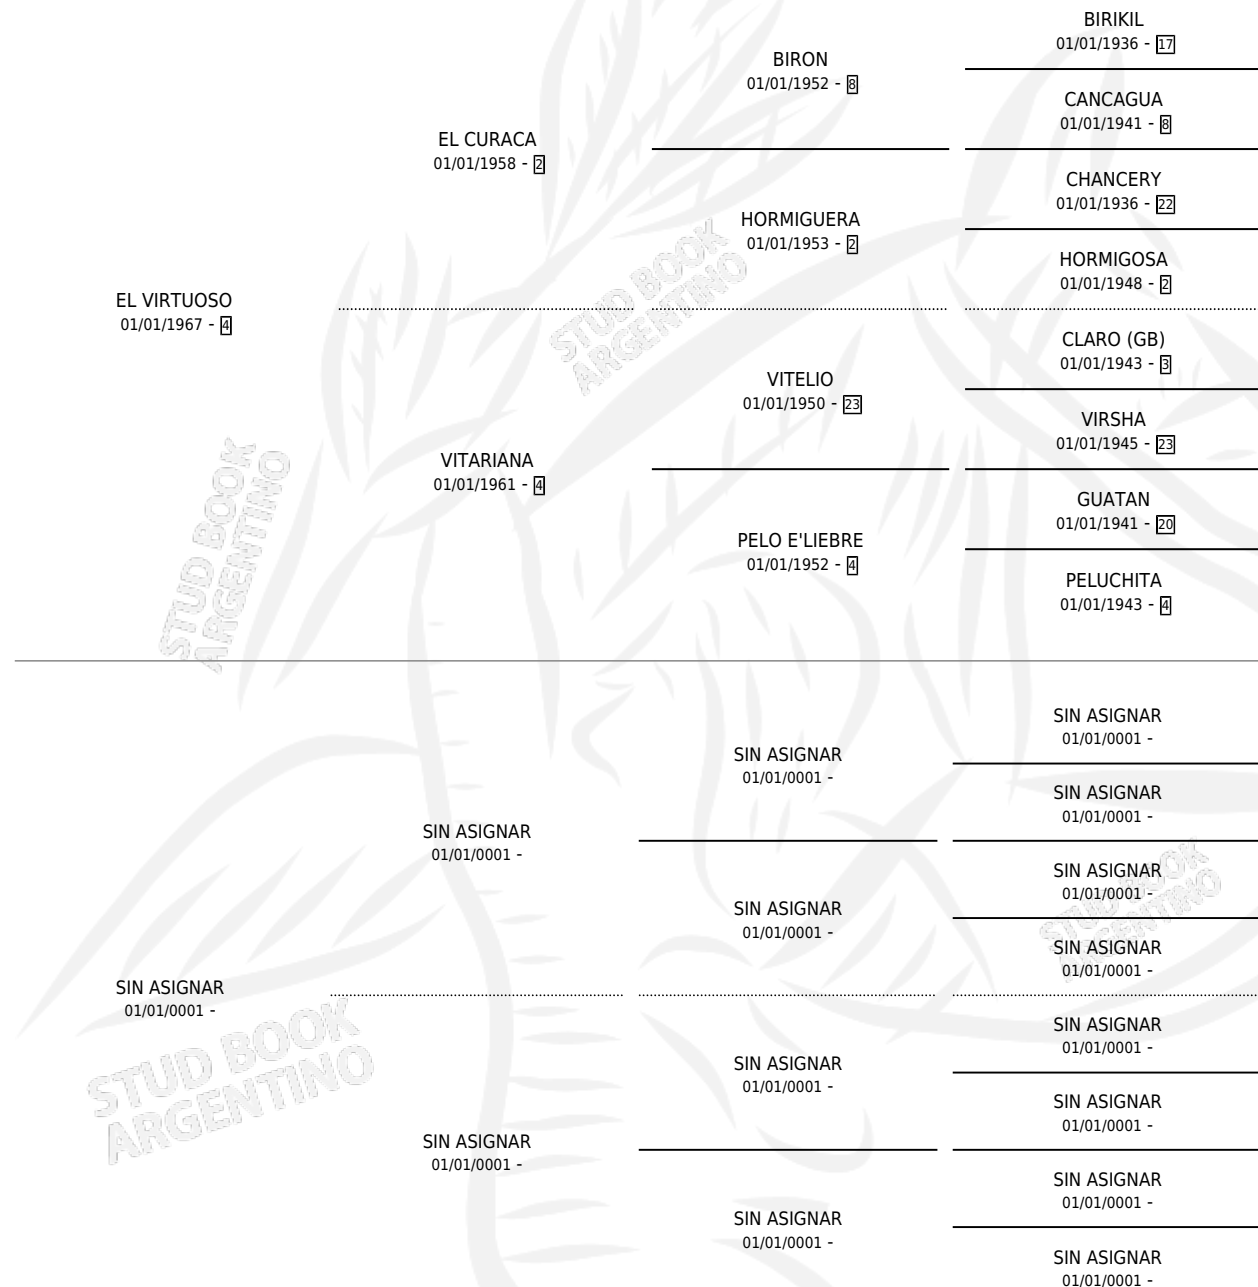 BIRIKIL
01/01/1936 - 17
BIRON
01/01/1952 - 8
CANCAGUA
01/01/1941 - 8
EL CURACA
01/01/1958 - 2
CHANCERY
01/01/1936 - 22
HORMIGUERA
01/01/1953 - 2
HORMIGOSA
01/01/1948 - 2
EL VIRTUOSO
01/01/1967 - 4
CLARO (GB)
01/01/1943 - 3
VITELIO
01/01/1950 - 23
VIRSHA
01/01/1945 - 23
VITARIANA
01/01/1961 - 4
GUATAN
01/01/1941 - 20
PELO E'LIEBRE
01/01/1952 - 4
PELUCHITA
01/01/1943 - 4
SIN ASIGNAR
01/01/0001 -
SIN ASIGNAR
01/01/0001 -
SIN ASIGNAR
01/01/0001 -
SIN ASIGNAR
01/01/0001 -
SIN ASIGNAR
01/01/0001 -
SIN ASIGNAR
01/01/0001 -
SIN ASIGNAR
01/01/0001 -
SIN ASIGNAR
01/01/0001 -
SIN ASIGNAR
01/01/0001 -
SIN ASIGNAR
01/01/0001 -
SIN ASIGNAR
01/01/0001 -
SIN ASIGNAR
01/01/0001 -
SIN ASIGNAR
01/01/0001 -
SIN ASIGNAR
01/01/0001 -
SIN ASIGNAR
01/01/0001 -
STUD BOOK
ARGENTINO
STUD BOOK
ARGENTINO
STUD BOOK
ARGENTINO
STUD BOOK
ARGENTINO